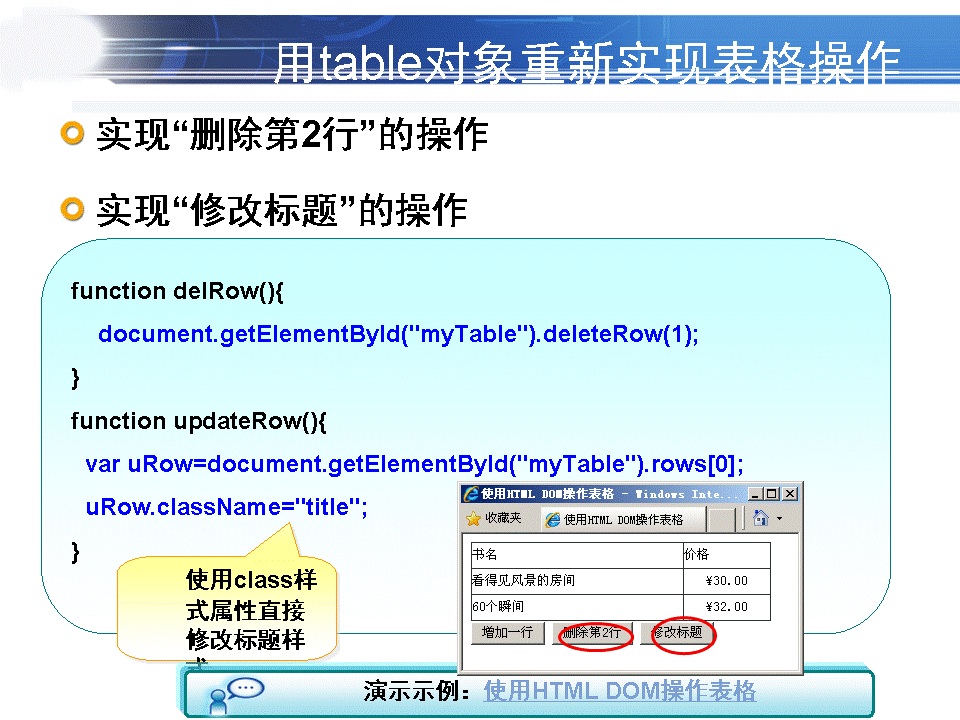 用table对象重新实现表格操作
实现“删除第2行”的操作
实现“修改标题”的操作
function delRow(){
document.getElementById("myTable").deleteRow(1);
}
function updateRow(){
var uRow=document.getElementById("myTable").rows[0];
uRow.className="title";
}
使用class样
式属性直接
修改标题样
式
使用HTML DOM操作表格 - Windows Inte...
收藏夹
使用HTML DOM操作表格
书名 价格
看得见风景的房间 ¥30.00
60个瞬间 ¥32.00
增加一行 删除第2行 修改标题
演示示例：使用HTML DOM操作表格